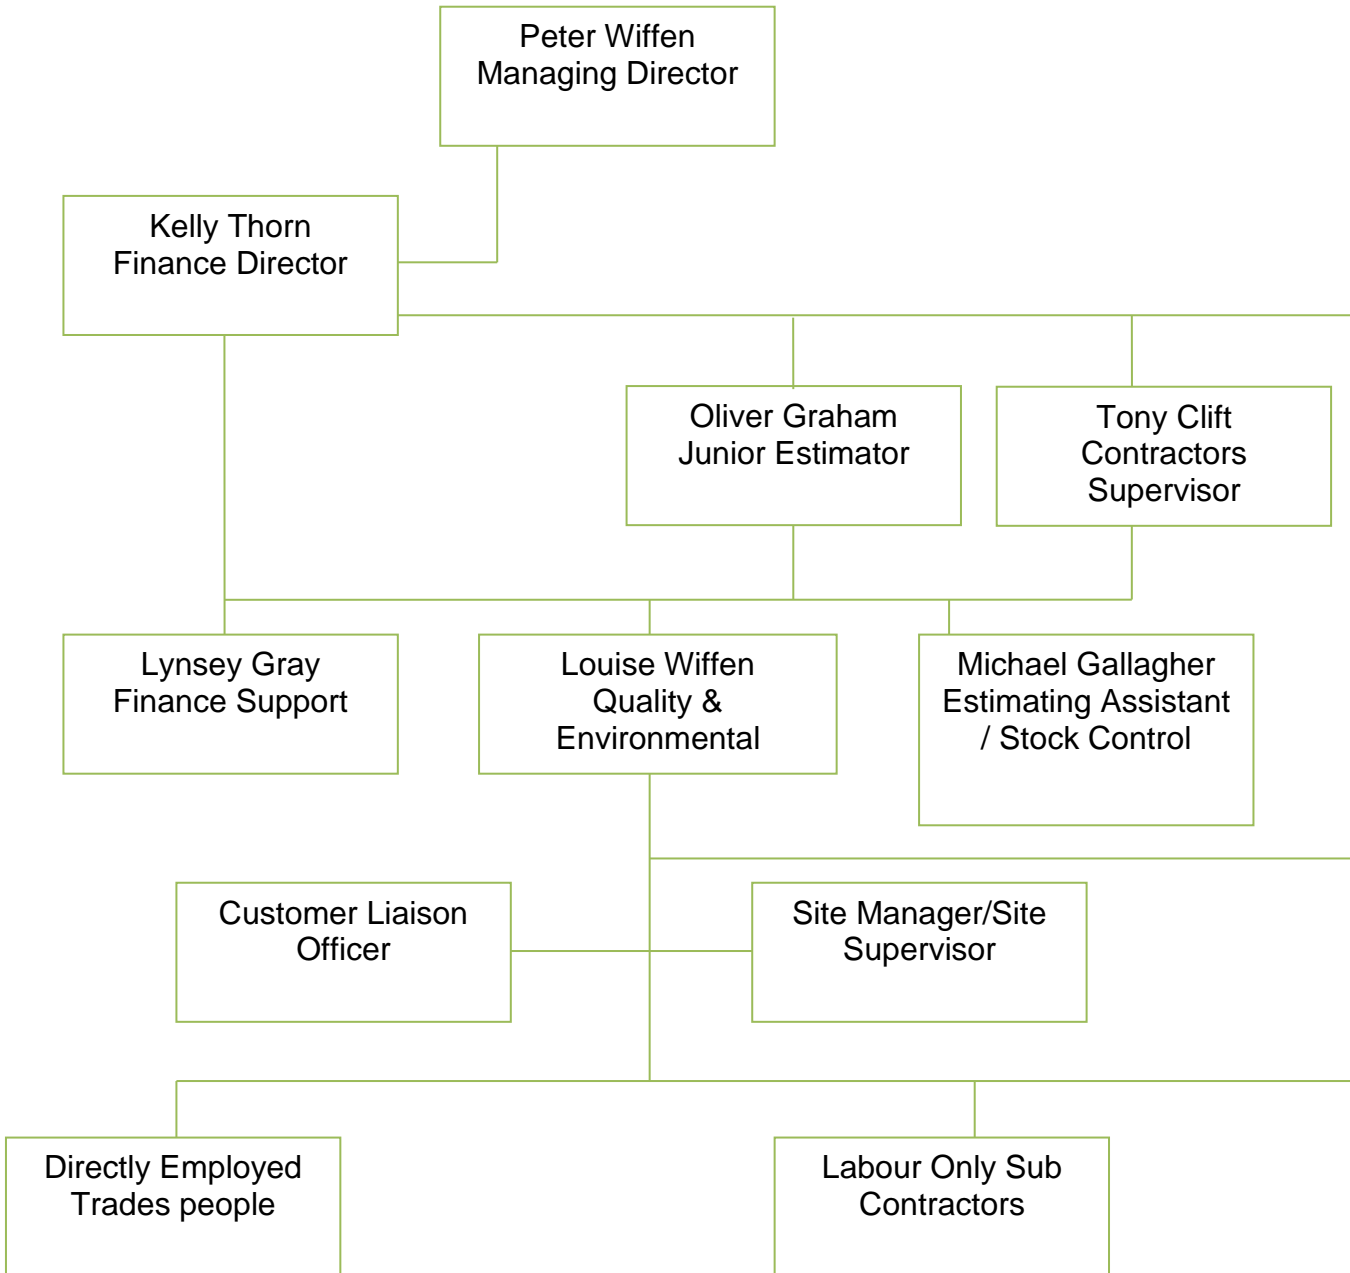 Peter Wiffen
Managing Director
Kelly Thorn
Finance Director
Oliver Graham
Junior Estimator
Tony Clift
Contractors
Supervisor
Lynsey Gray
Finance Support
Louise Wiffen
Quality &
Environmental
Michael Gallagher
Estimating Assistant
/ Stock Control
Customer Liaison
Officer
Site Manager/Site
Supervisor
Directly Employed
Trades people
Labour Only Sub
Contractors